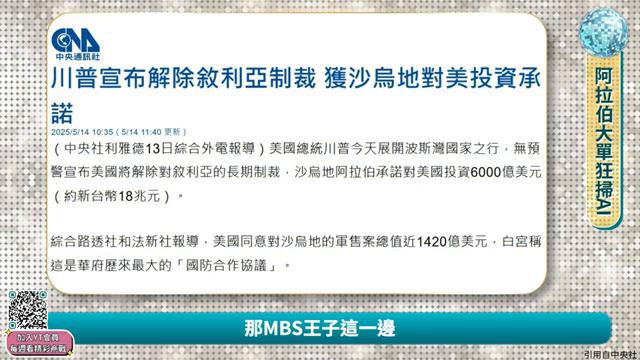 CNA
中央通訊社
川普宣布解除敘利亞制裁 獲沙烏地對美投資承
諾
2025/5/14 10:35（5/14 11:40 更新）
（中央社利雅德13日綜合外電報導）美國總統川普今天展開波斯灣國家之行，無預
警宣布美國將解除對敘利亞的長期制裁，沙烏地阿拉伯承諾對美國投資6000億美元
（約新台幣18兆元）。
綜合路透社和法新社報導，美國同意對沙烏地的軍售案總值近1420億美元，白宮稱
這是華府歷來最大的「國防合作協議」。
阿拉伯大單狂掃AI
加入YT會員
那MBS王子這一邊
引用自中央社